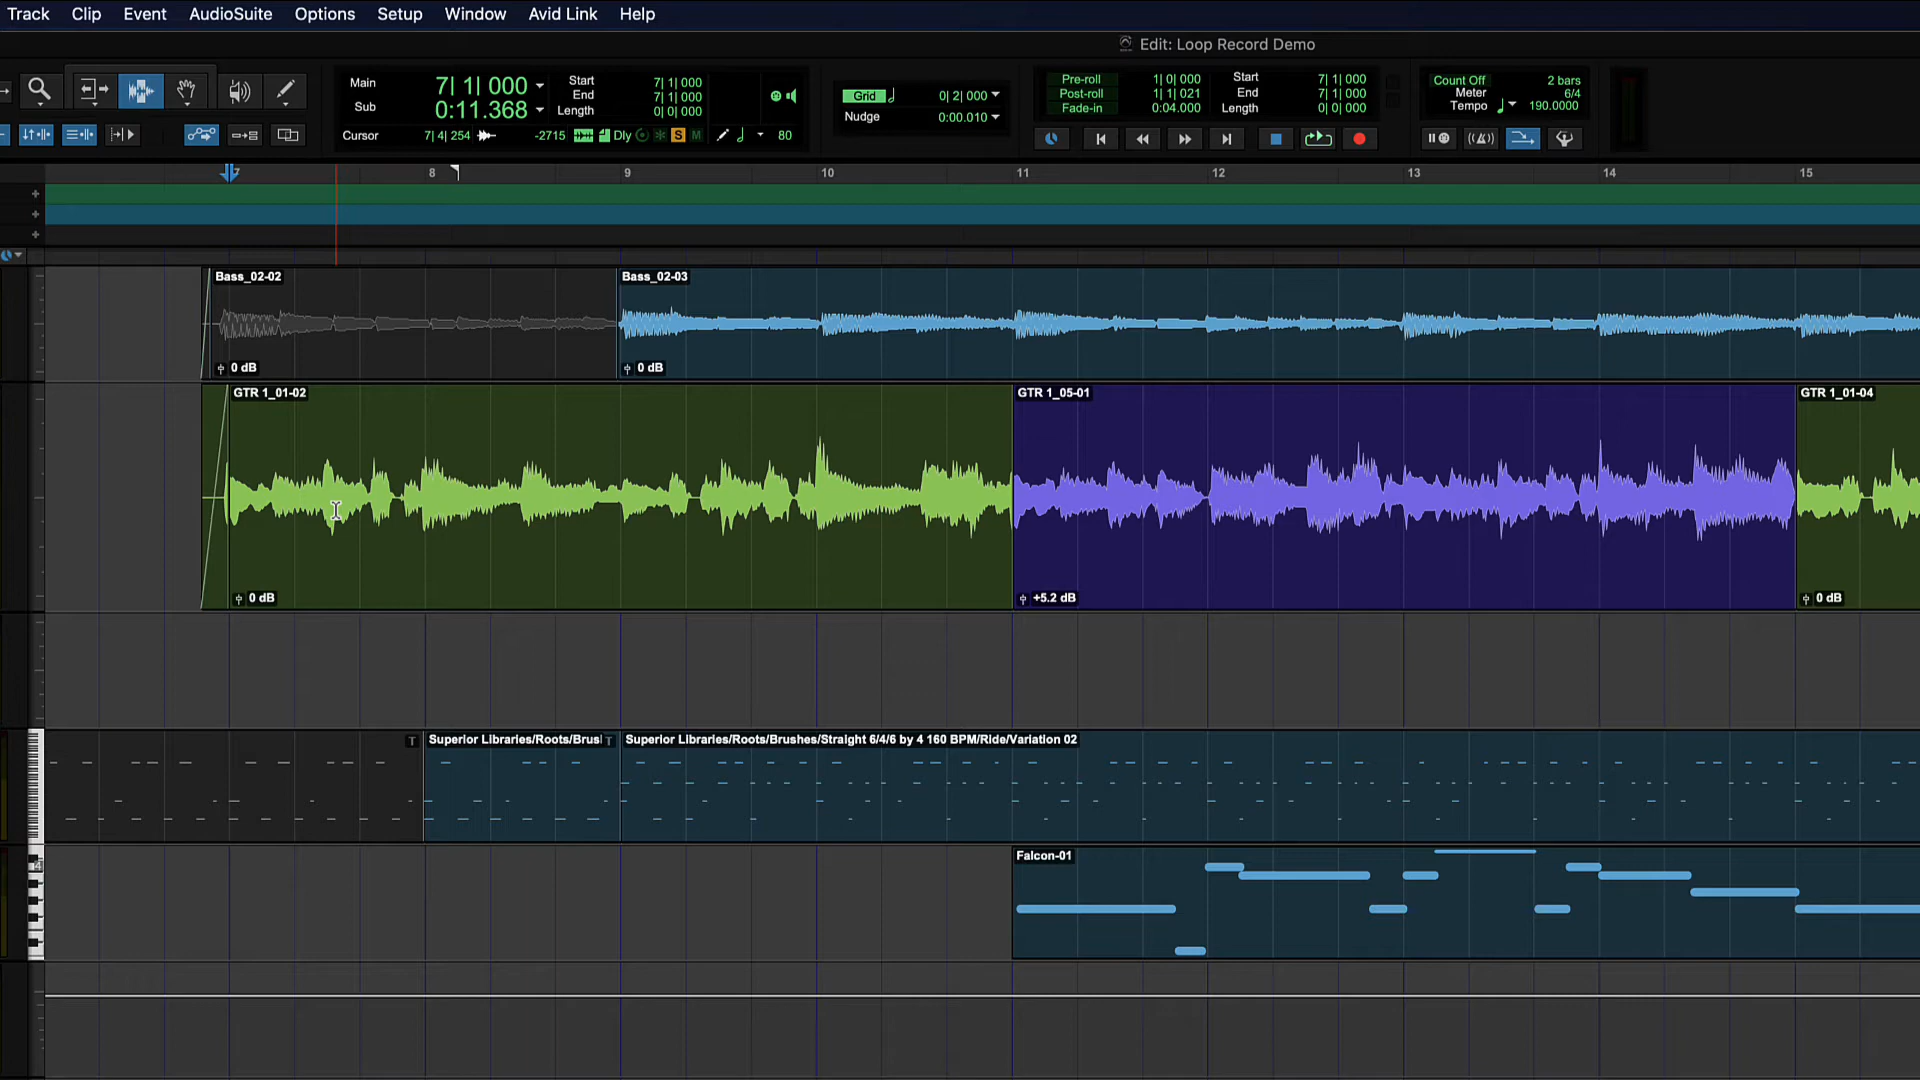 Track Clip Event AudioSuite Options Setup Window Avid Link Help
Edit: Loop Record Demo
Main 7| 1| 000
Sub 0:11.368
Start 7| 1| 000
End 7| 1| 000
Length 0| 0| 000
Cursor 7| 4| 254 -2715 Dly S M 80
Grid 0| 2| 000
Nudge 0:00.010
Pre-roll 1| 0| 000
Post-roll 1| 1| 021
Fade-in 0:04.000
Start 7| 1| 000
End 7| 1| 000
Length 0| 0| 000
Count Off 2 bars
Meter 6/4
Tempo 190.0000
7 8 9 10 11 12 13 14 15
Bass_02-02 Bass_02-03
0 dB 0 dB
GTR 1_01-02 GTR 1_05-01 GTR 1_01-04
0 dB +5.2 dB 0 dB
T Superior Libraries/Roots/Brus T Superior Libraries/Roots/Brushes/Straight 6/4/6 by 4 160 BPM/Ride/Variation 02
Falcon-01